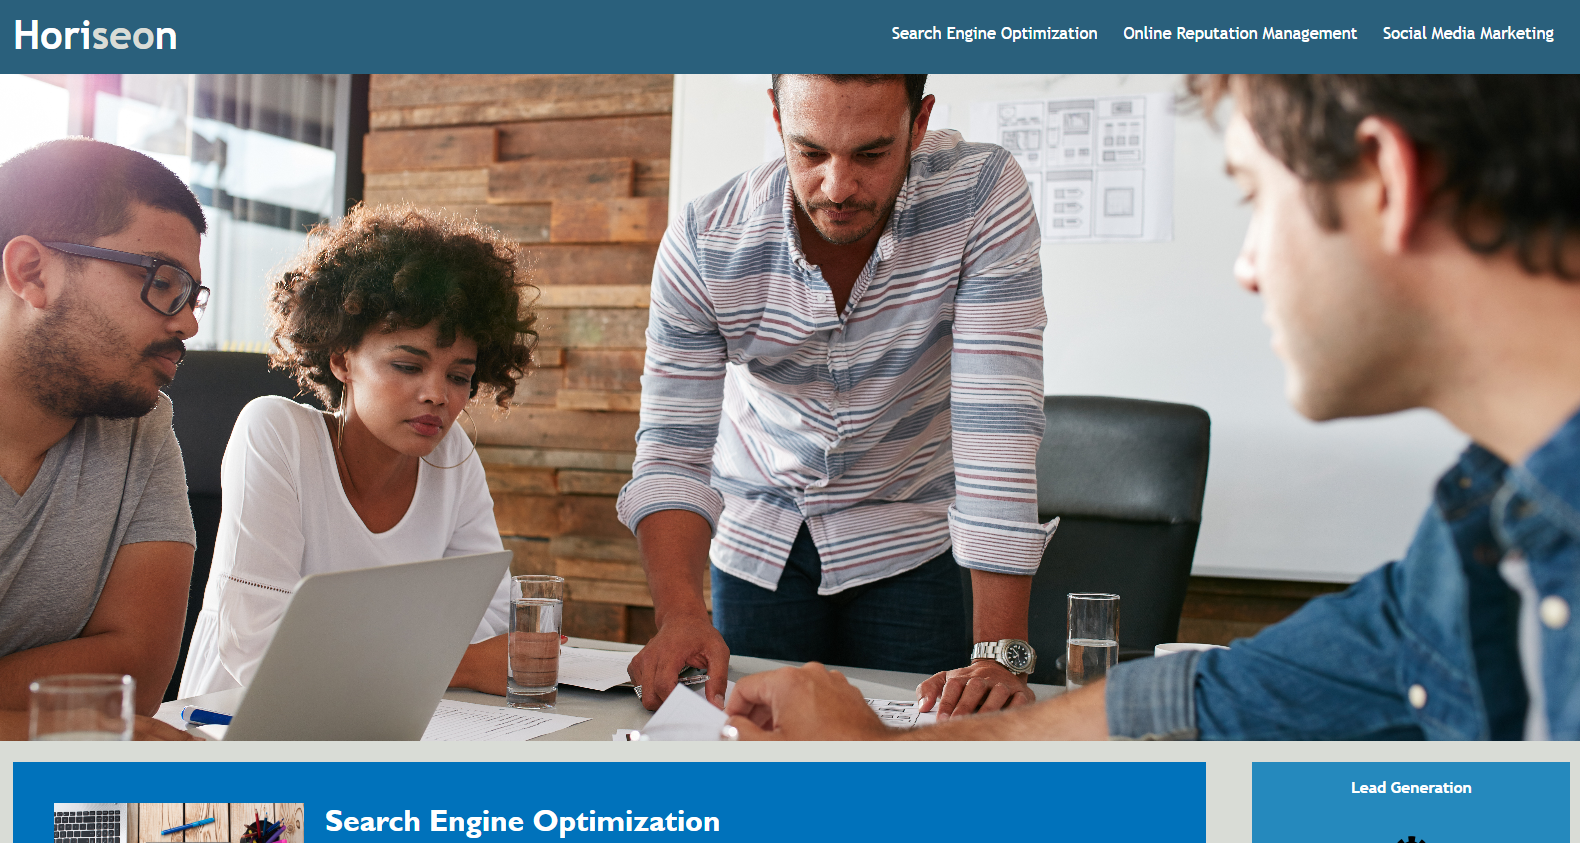 Horiseon
Search Engine Optimization
Online Reputation Management
Social Media Marketing
Search Engine Optimization
Lead Generation